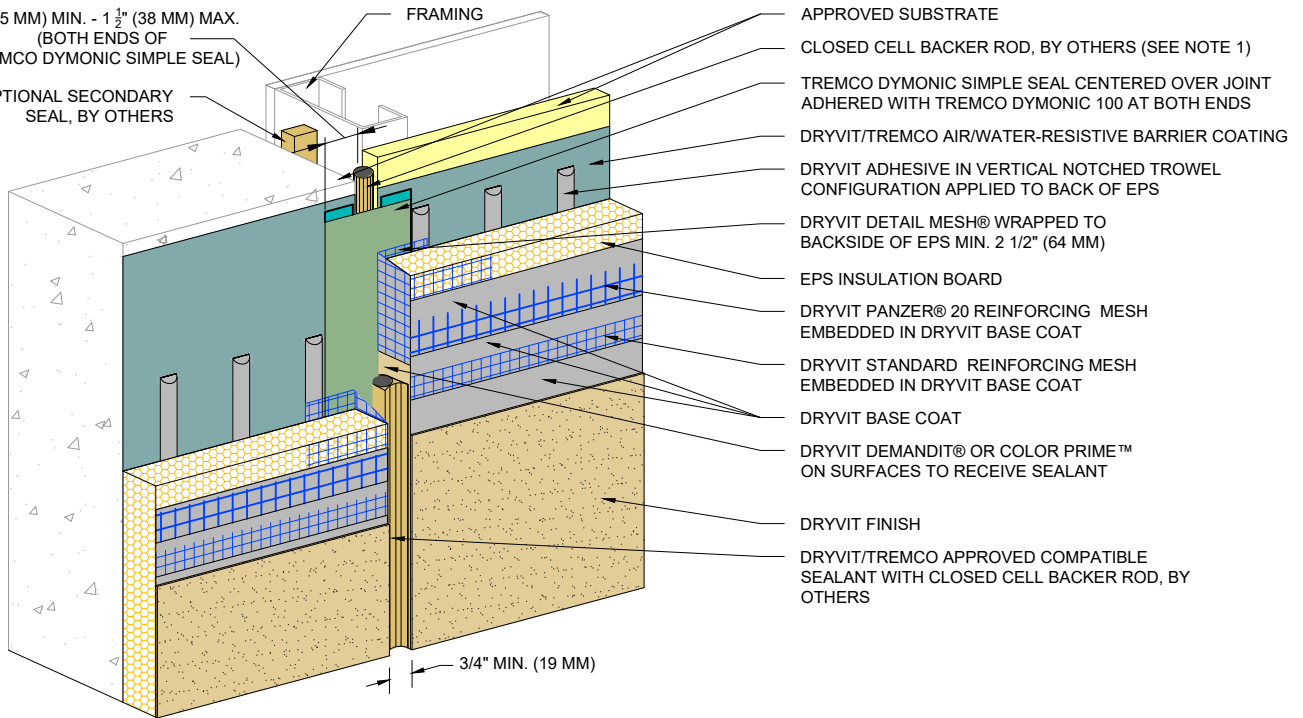 5 MM) MIN. - 1 1/2" (38 MM) MAX.
(BOTH ENDS OF
MCO DYMONIC SIMPLE SEAL)
PTIONAL SECONDARY
SEAL, BY OTHERS
FRAMING
APPROVED SUBSTRATE
CLOSED CELL BACKER ROD, BY OTHERS (SEE NOTE 1)
TREMCO DYMONIC SIMPLE SEAL CENTERED OVER JOINT
ADHERED WITH TREMCO DYMONIC 100 AT BOTH ENDS
DRYVIT/TREMCO AIR/WATER-RESISTIVE BARRIER COATING
DRYVIT ADHESIVE IN VERTICAL NOTCHED TROWEL
CONFIGURATION APPLIED TO BACK OF EPS
DRYVIT DETAIL MESH® WRAPPED TO
BACKSIDE OF EPS MIN. 2 1/2" (64 MM)
EPS INSULATION BOARD
DRYVIT PANZER® 20 REINFORCING MESH
EMBEDDED IN DRYVIT BASE COAT
DRYVIT STANDARD REINFORCING MESH
EMBEDDED IN DRYVIT BASE COAT
DRYVIT BASE COAT
DRYVIT DEMANDIT® OR COLOR PRIME™
ON SURFACES TO RECEIVE SEALANT
DRYVIT FINISH
DRYVIT/TREMCO APPROVED COMPATIBLE
SEALANT WITH CLOSED CELL BACKER ROD, BY
OTHERS
3/4" MIN. (19 MM)